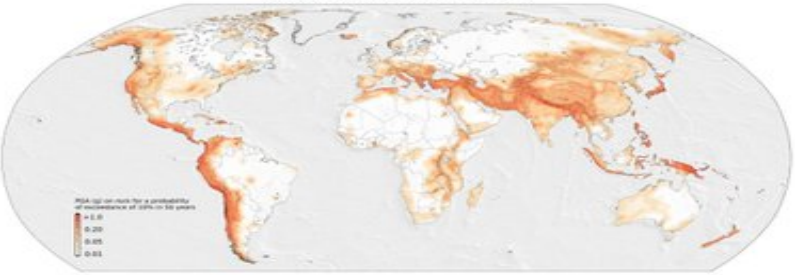 PGA (g) on rock for a probability
of exceedance of 10% in 50 years
>1.0
0.20
0.05
0.01